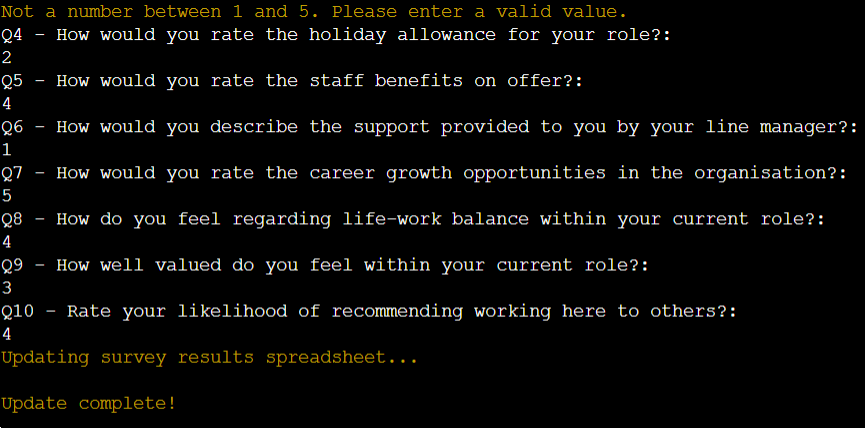 Not a number between 1 and 5. Please enter a valid value.
Q4 - How would you rate the holiday allowance for your role?:
2
Q5 - How would you rate the staff benefits on offer?:
4
Q6 - How would you describe the support provided to you by your line manager?:
1
Q7 - How would you rate the career growth opportunities in the organisation?:
5
Q8 - How do you feel regarding life-work balance within your current role?:
4
Q9 - How well valued do you feel within your current role?:
3
Q10 - Rate your likelihood of recommending working here to others?:
4
Updating survey results spreadsheet...
Update complete!